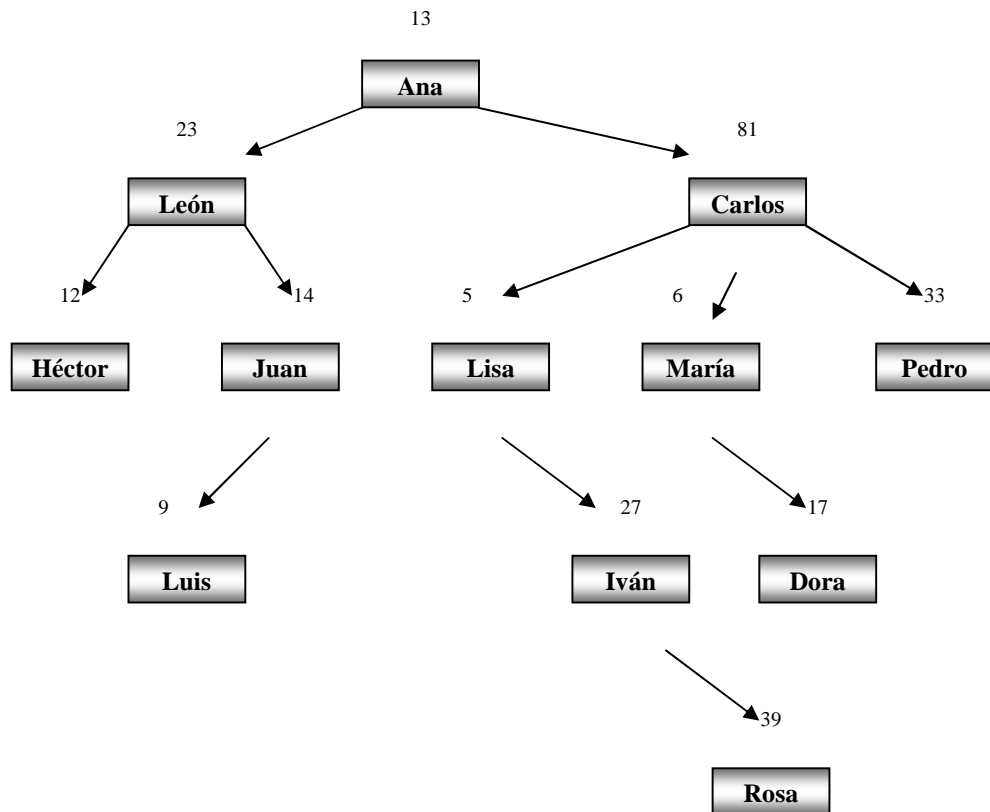 13
Ana
23 81
León Carlos
12 14 5 6 33
Héctor Juan Lisa María Pedro
9 27 17
Luis Iván Dora
39
Rosa